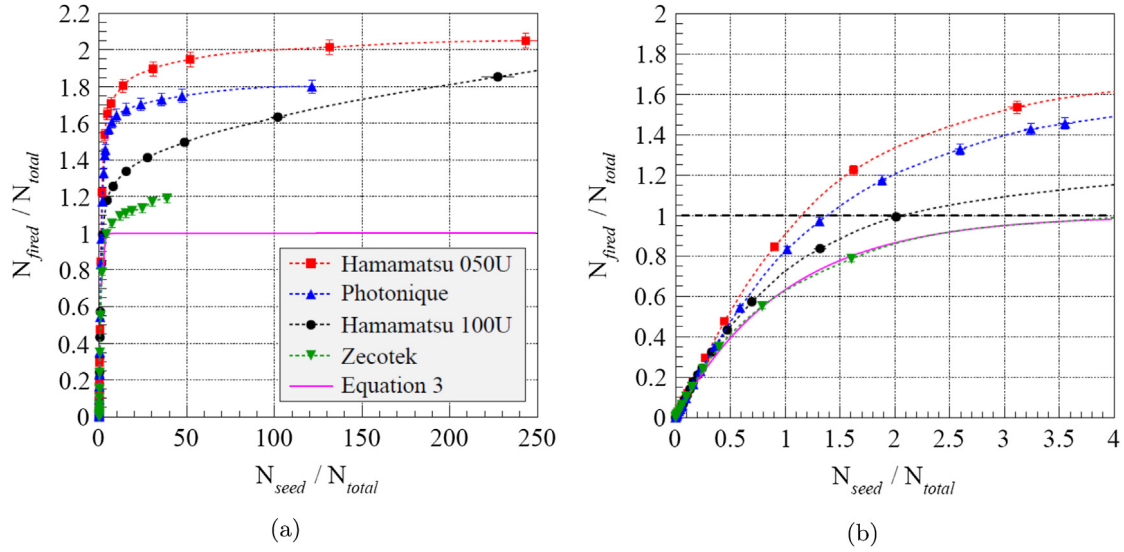 2.2
2
1.8
1.6
1.4
1.2
1
0.8
0.6
0.4
0.2
0
N_fired / N_total
Hamamatsu 050U
Photonique
Hamamatsu 100U
Zecotek
Equation 3
0 50 100 150 200 250
N_seed / N_total
(a)
2
1.8
1.6
1.4
1.2
1
0.8
0.6
0.4
0.2
0
N_fired / N_total
0 0.5 1 1.5 2 2.5 3 3.5 4
N_seed / N_total
(b)